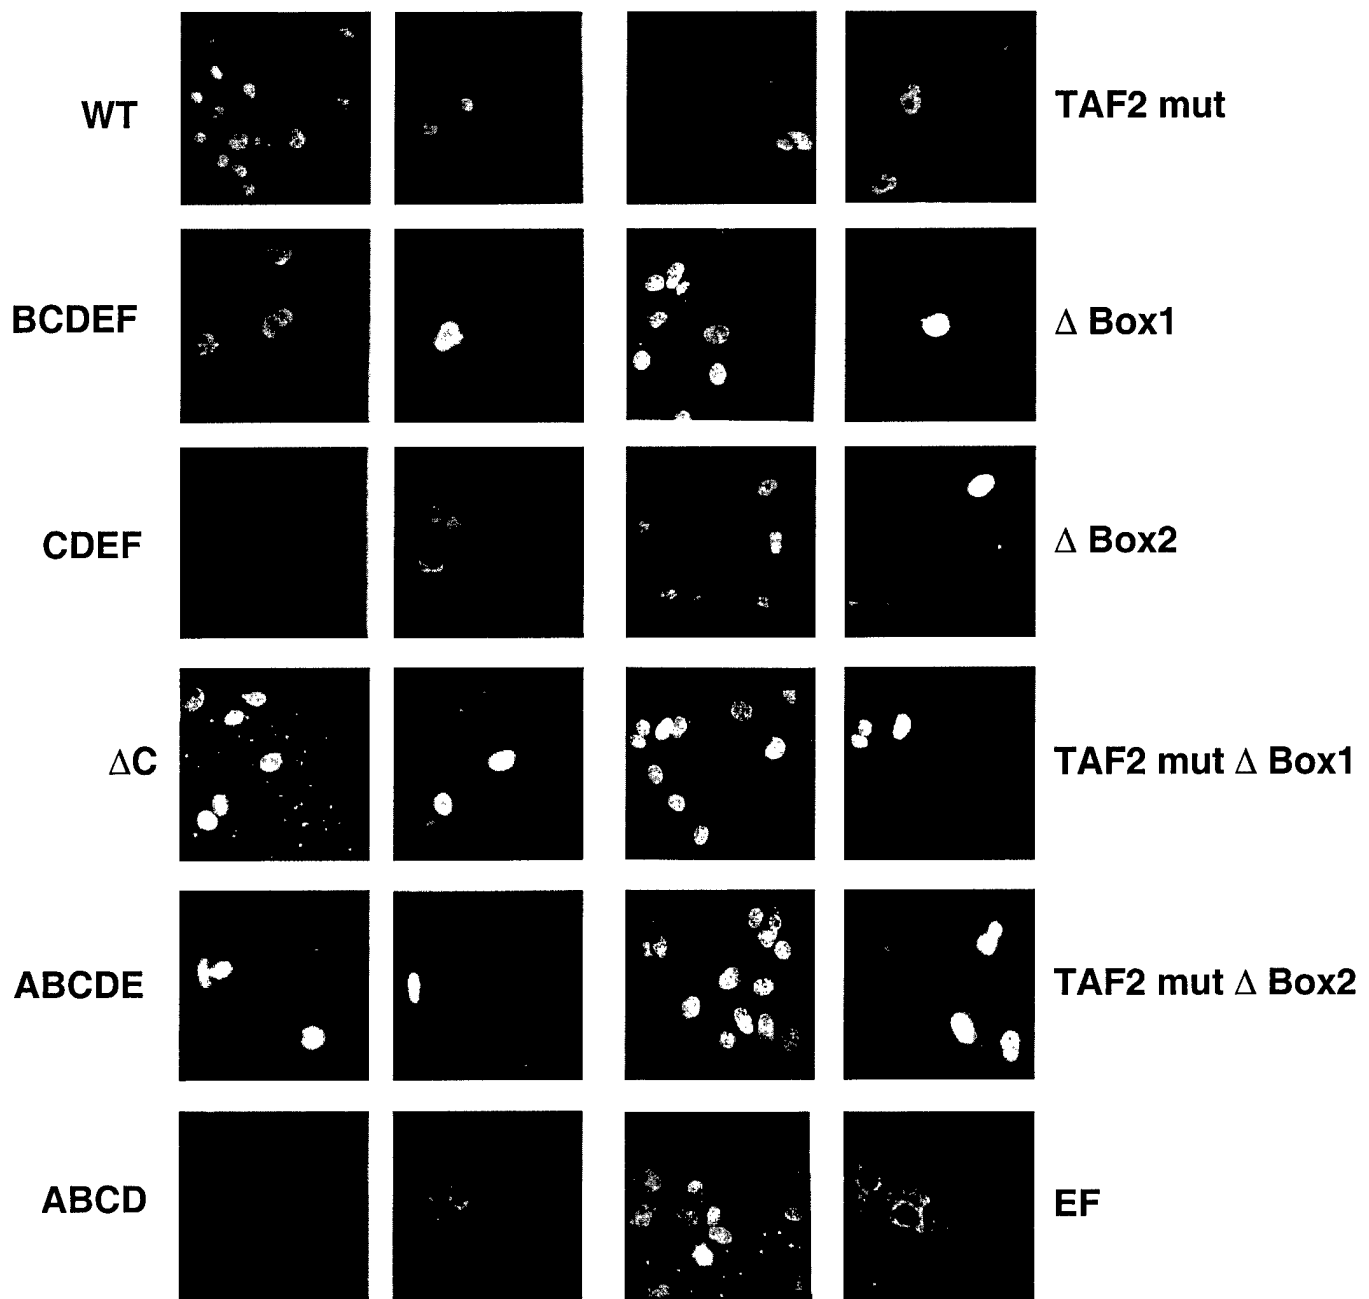 WT
TAF2 mut
BCDEF
Δ Box1
CDEF
Δ Box2
ΔC
TAF2 mut Δ Box1
ABCDE
TAF2 mut Δ Box2
ABCD
EF